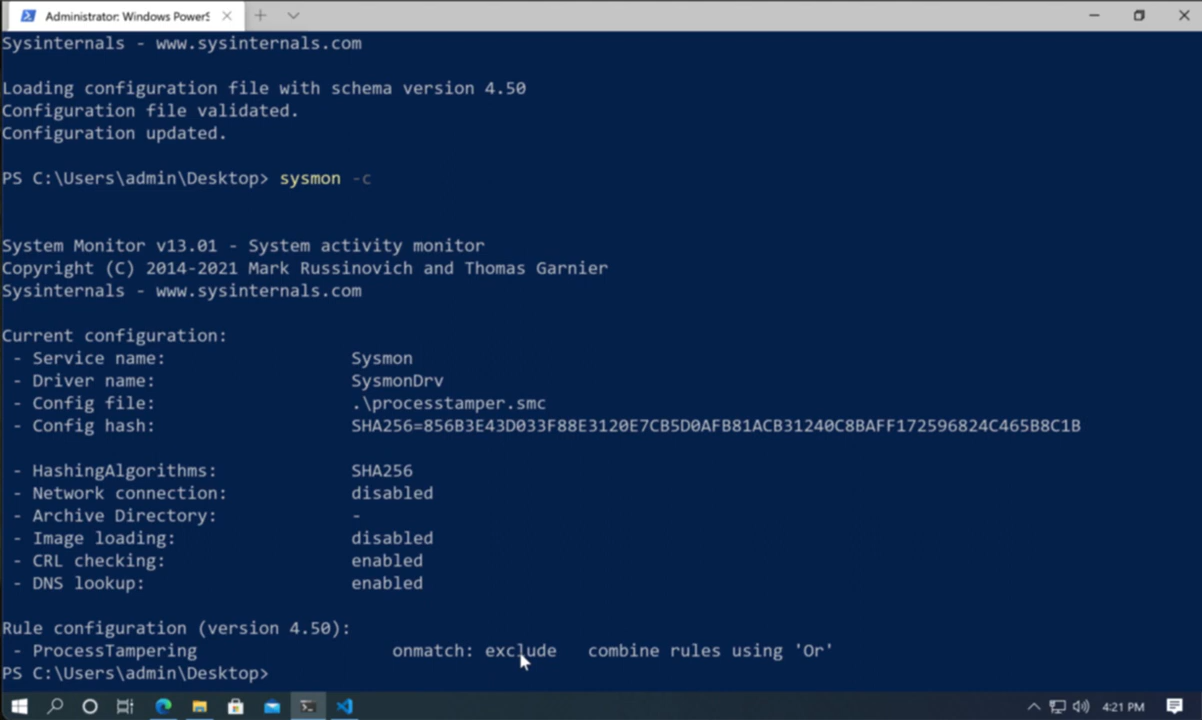 Administrator: Windows PowerS
Sysinternals - www.sysinternals.com
Loading configuration file with schema version 4.50
Configuration file validated.
Configuration updated.
PS C:\Users\admin\Desktop> sysmon -c
System Monitor v13.01 - System activity monitor
Copyright (C) 2014-2021 Mark Russinovich and Thomas Garnier
Sysinternals - www.sysinternals.com
Current configuration:
- Service name: Sysmon
- Driver name: SysmonDrv
- Config file: .\processtamper.smc
- Config hash: SHA256=856B3E43D033F88E3120E7CB5D0AFB81ACB31240C8BAFF172596824C465B8C1B
- HashingAlgorithms: SHA256
- Network connection: disabled
- Archive Directory: -
- Image loading: disabled
- CRL checking: enabled
- DNS lookup: enabled
Rule configuration (version 4.50):
- ProcessTampering onmatch: exclude combine rules using 'Or'
PS C:\Users\admin\Desktop>
4:21 PM